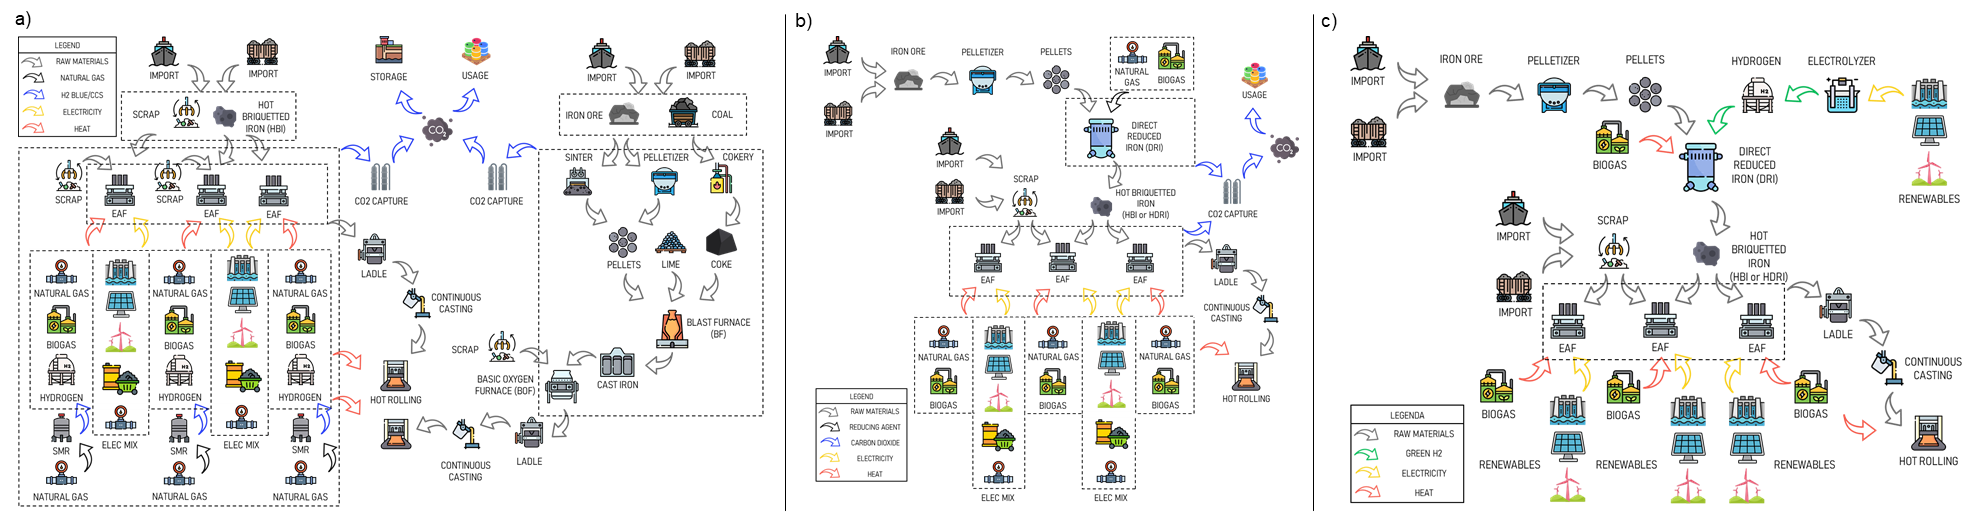 a)
LEGEND
RAW MATERIALS
NATURAL GAS
H2 BLUE/CCS
ELECTRICITY
HEAT
IMPORT
IMPORT
SCRAP
HOT
BRIQUETTED
IRON (HBI)
STORAGE
USAGE
CO2
IMPORT
IMPORT
IRON ORE
COAL
SINTER
PELLETIZER
COKERY
SCRAP
SCRAP
EAF
EAF
EAF
CO2 CAPTURE
CO2 CAPTURE
PELLETS
LIME
COKE
LADLE
CONTINUOUS
CASTING
BLAST FURNACE
(BF)
SCRAP
BASIC OXYGEN
FURNACE (BOF)
CAST IRON
HOT ROLLING
NATURAL GAS
NATURAL GAS
NATURAL GAS
BIOGAS
BIOGAS
BIOGAS
H2
H2
H2
HYDROGEN
HYDROGEN
HYDROGEN
SMR
ELEC MIX
SMR
ELEC MIX
SMR
NATURAL GAS
NATURAL GAS
NATURAL GAS
CONTINUOUS
CASTING
LADLE
b)
IMPORT
IMPORT
IRON ORE
PELLETIZER
PELLETS
NATURAL
GAS
BIOGAS
DIRECT
REDUCED
IRON (DRI)
USAGE
CO2
CO2 CAPTURE
IMPORT
IMPORT
SCRAP
HOT BRIQUETTED
IRON
(HBI or HDRI)
EAF
EAF
EAF
LADLE
CONTINUOUS
CASTING
HOT ROLLING
NATURAL GAS
NATURAL GAS
NATURAL GAS
BIOGAS
BIOGAS
BIOGAS
ELEC MIX
ELEC MIX
LEGEND
RAW MATERIALS
REDUCING AGENT
CARBON DIOXIDE
ELECTRICITY
HEAT
c)
IMPORT
IMPORT
IRON ORE
PELLETIZER
PELLETS
HYDROGEN
H2
ELECTROLYZER
RENEWABLES
BIOGAS
DIRECT
REDUCED
IRON (DRI)
IMPORT
IMPORT
SCRAP
HOT
BRIQUETTED
IRON
(HBI or HDRI)
EAF
EAF
EAF
LADLE
CONTINUOUS
CASTING
HOT ROLLING
BIOGAS
BIOGAS
BIOGAS
RENEWABLES
RENEWABLES
RENEWABLES
LEGENDA
RAW MATERIALS
GREEN H2
ELECTRICITY
HEAT